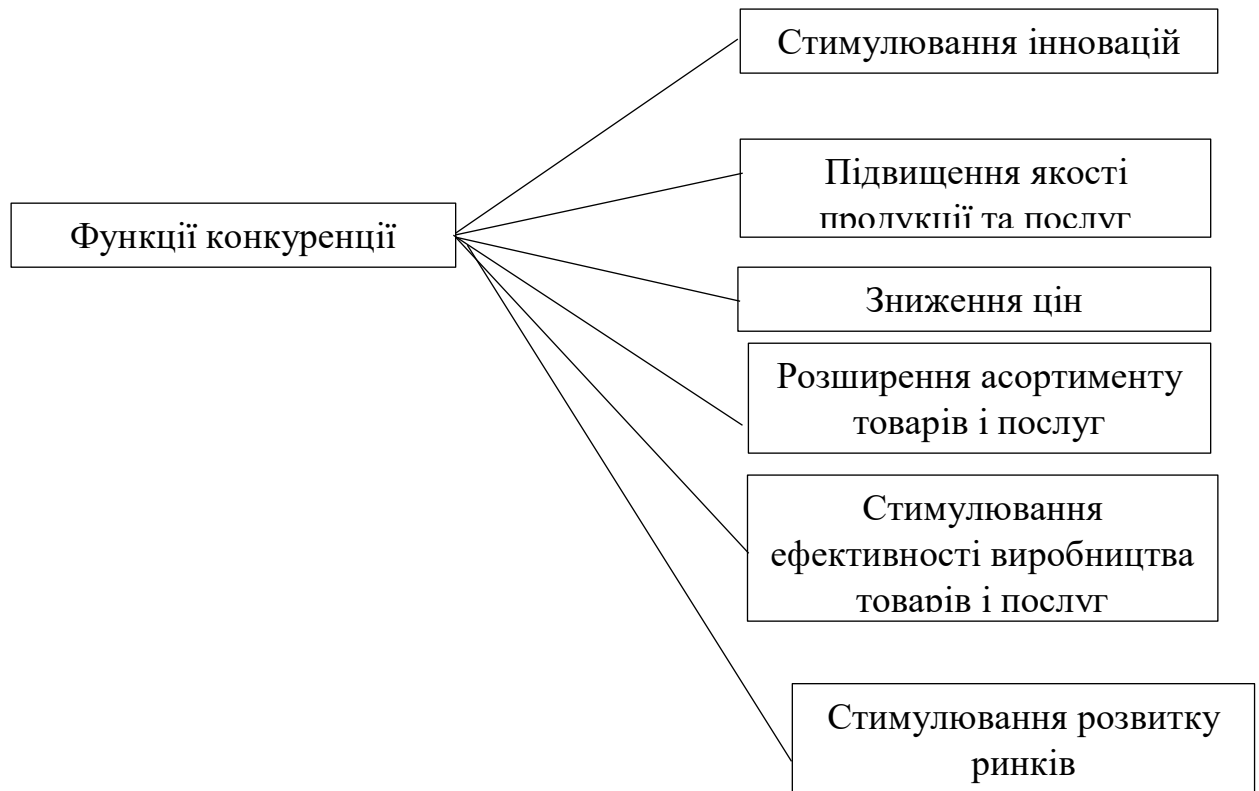 Стимулювання інновацій
Підвищення якості
продукції та послуг
Функції конкуренції
Зниження цін
Розширення асортименту
товарів і послуг
Стимулювання
ефективності виробництва
товарів і послуг
Стимулювання розвитку
ринків